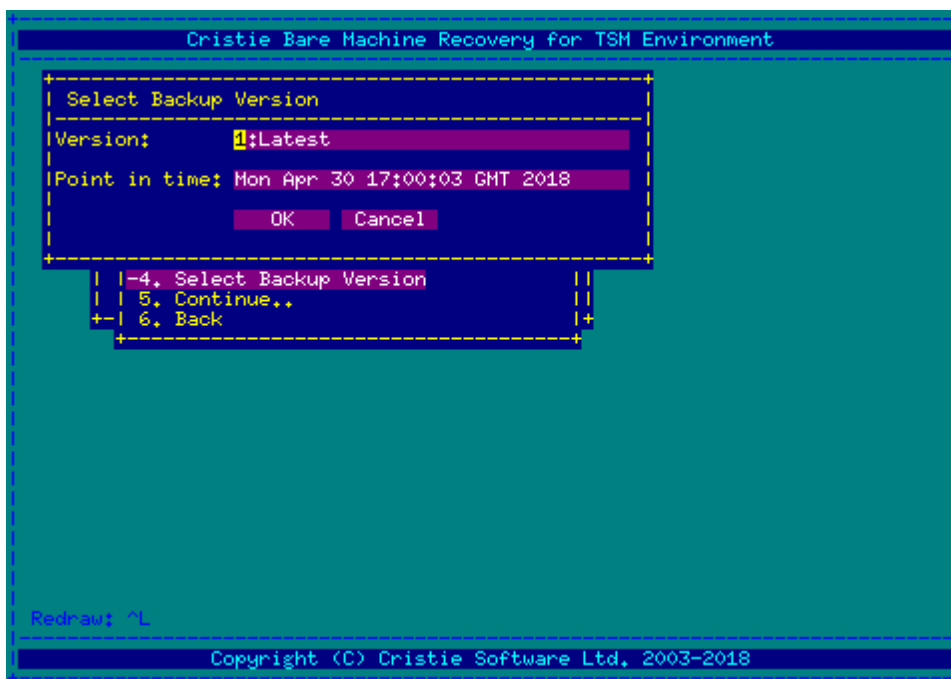 Cristie Bare Machine Recovery for TSM Environment
Select Backup Version
Version: 1:Latest
Point in time: Mon Apr 30 17:00:03 GMT 2018
OK Cancel
-4. Select Backup Version
5. Continue..
6. Back
Redraw: ^L
Copyright (C) Cristie Software Ltd. 2003-2018